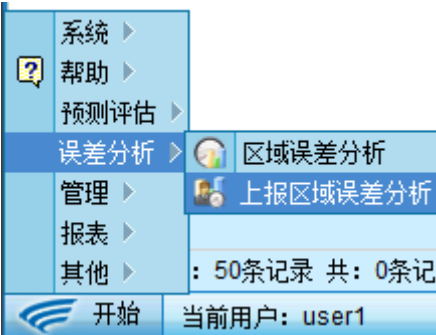 系统
帮助
预测评估
误差分析
区域误差分析
管理
上报区域误差分析
报表
其他
：50条记录 共：0条记
开始
当前用户：user1